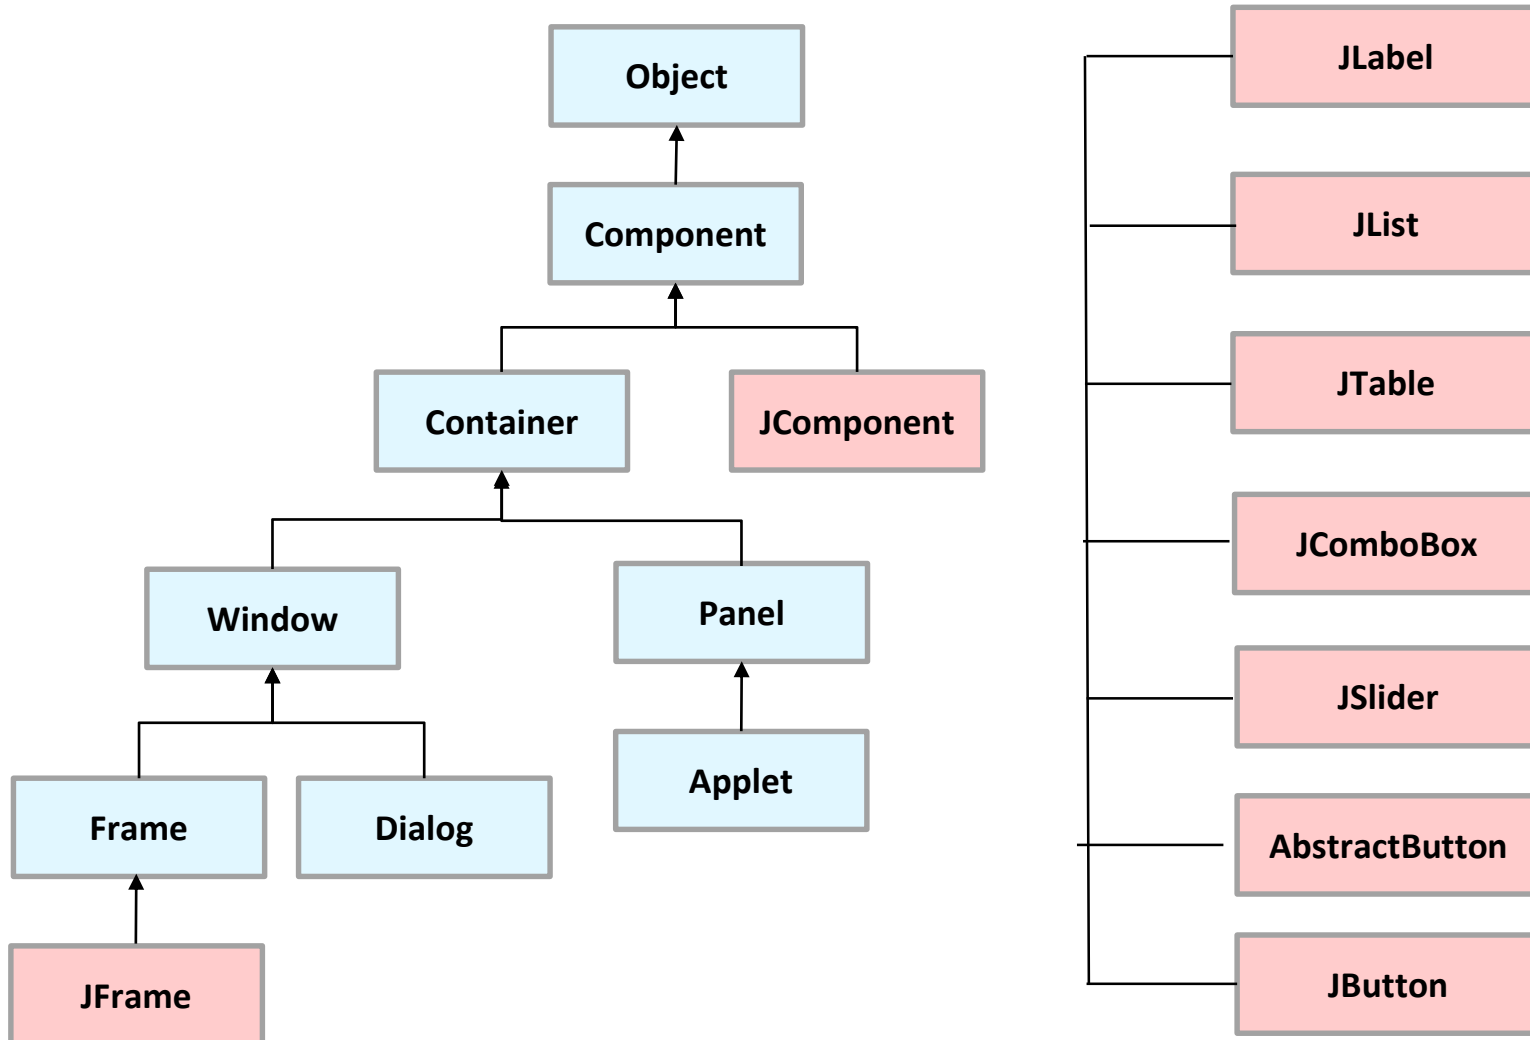 Object
Component
Container
JComponent
Window
Panel
Frame
Dialog
Applet
JFrame
JLabel
JList
JTable
JComboBox
JSlider
AbstractButton
JButton